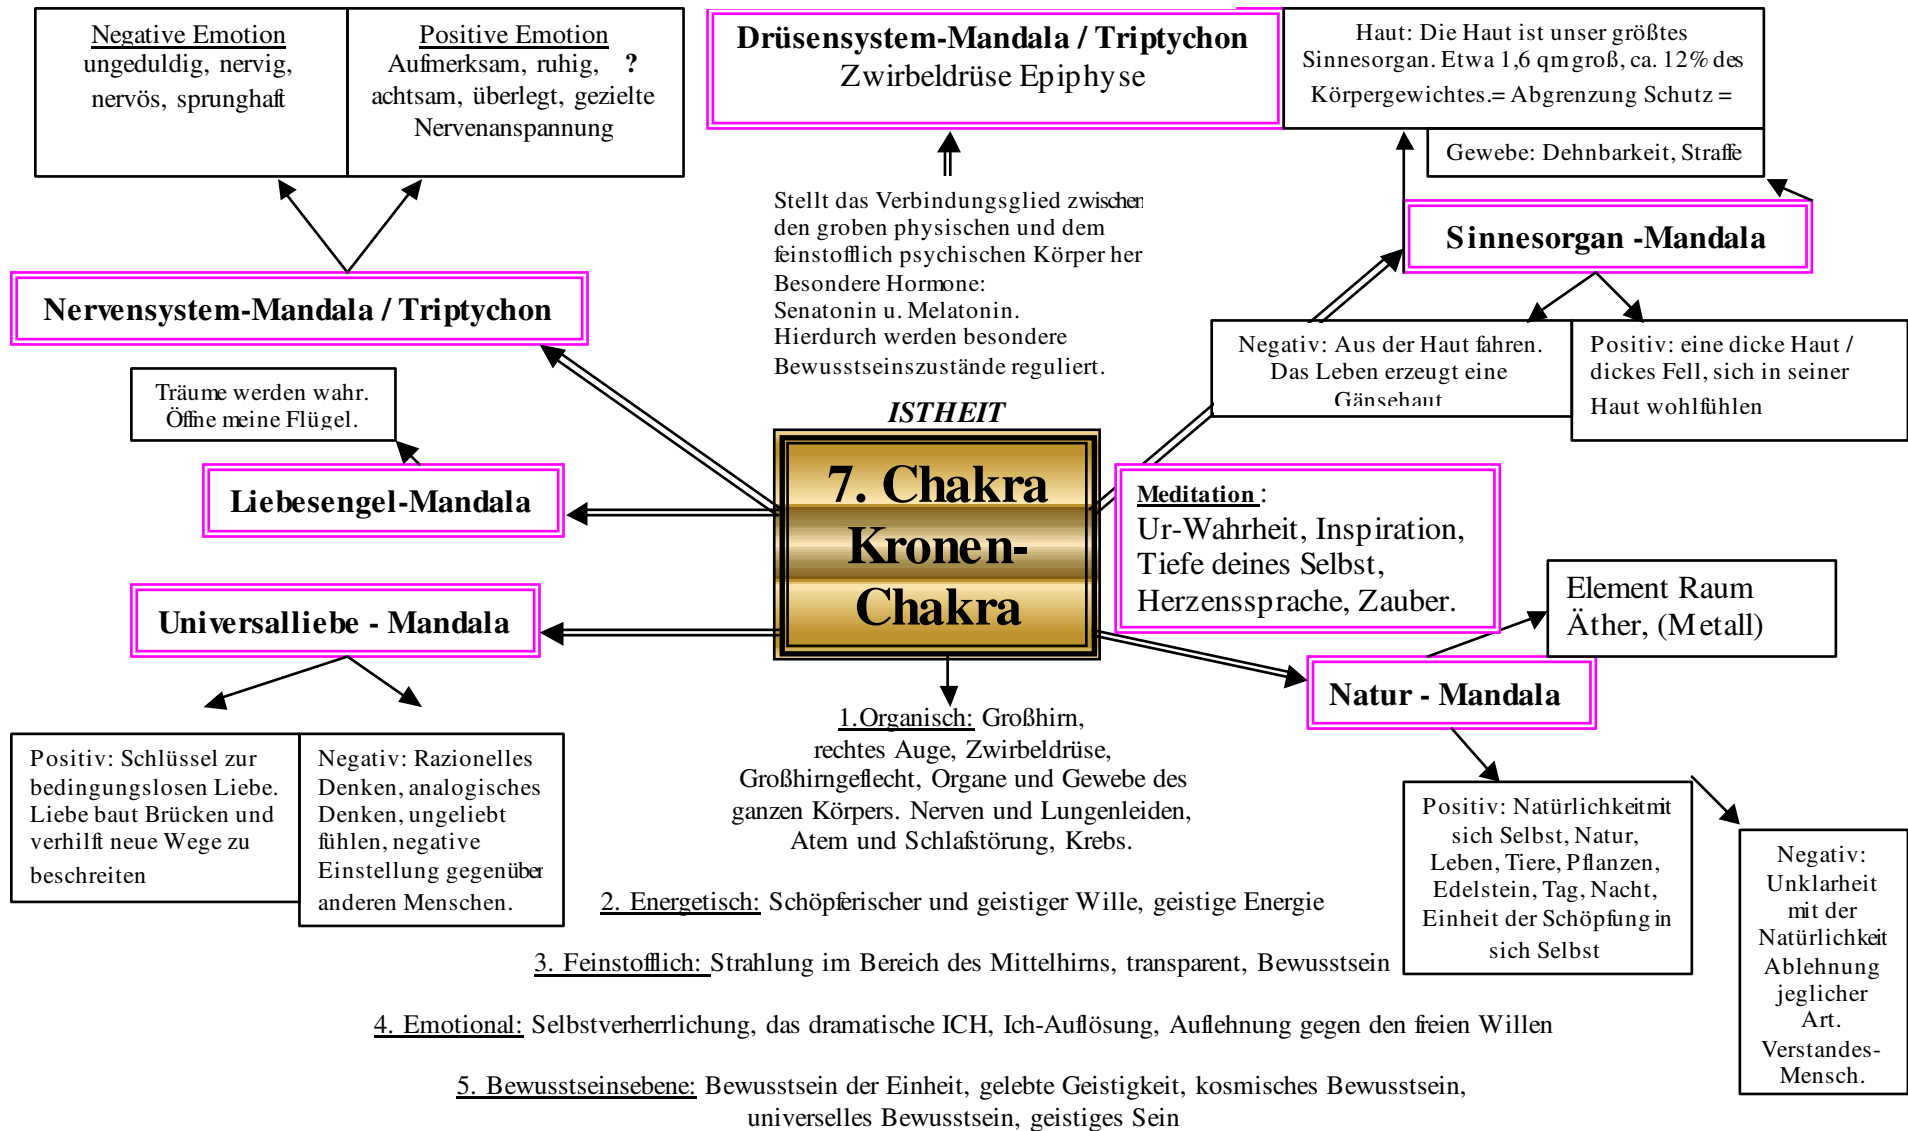 Negative Emotion
ungeduldig, nervig,
nervös, sprunghaft
Positive Emotion
Aufmerksam, ruhig, ?
achtsam, überlegt, gezielte
Nervenanspannung
Drüsensystem-Mandala / Triptychon
Zwirbeldrüse Epiphyse
Haut: Die Haut ist unser größtes
Sinnesorgan. Etwa 1,6 qm groß, ca. 12% des
Körpergewichtes.= Abgrenzung Schutz =
Gewebe: Dehnbarkeit, Straffe
Stellt das Verbindungsglied zwischen
den groben physischen und dem
feinstofflich psychischen Körper her
Besondere Hormone:
Senatonin u. Melatonin.
Hierdurch werden besondere
Bewusstseinszustände reguliert.
Sinnesorgan -Mandala
Nervensystem-Mandala / Triptychon
Negativ: Aus der Haut fahren.
Das Leben erzeugt eine
Gänsehaut
Positiv: eine dicke Haut /
dickes Fell, sich in seiner
Haut wohlfühlen
Träume werden wahr.
Öffne meine Flügel.
ISTHEIT
7. Chakra
Kronen-
Chakra
Liebesengel-Mandala
Meditation :
Ur-Wahrheit, Inspiration,
Tiefe deines Selbst,
Herzenssprache, Zauber.
Element Raum
Äther, (Metall)
Universalliebe - Mandala
Natur - Mandala
Positiv: Schlüssel zur
bedingungslosen Liebe.
Liebe baut Brücken und
verhilft neue Wege zu
beschreiten
Negativ: Razionelles
Denken, analogisches
Denken, ungeliebt
fühlen, negative
Einstellung gegenüber
anderen Menschen.
1.Organisch: Großhirn,
rechtes Auge, Zwirbeldrüse,
Großhirngeflecht, Organe und Gewebe des
ganzen Körpers. Nerven und Lungenleiden,
Atem und Schlafstörung, Krebs.
Positiv: Natürlichkeit mit
sich Selbst, Natur,
Leben, Tiere, Pflanzen,
Edelstein, Tag, Nacht,
Einheit der Schöpfung in
sich Selbst
Negativ:
Unklarheit
mit der
Natürlichkeit
Ablehnung
jeglicher
Art.
Verstandes-
Mensch.
2. Energetisch: Schöpferischer und geistiger Wille, geistige Energie
3. Feinstofflich: Strahlung im Bereich des Mittelhirns, transparent, Bewusstsein
4. Emotional: Selbstverherrlichung, das dramatische ICH, Ich-Auflösung, Auflehnung gegen den freien Willen
5. Bewusstseinsebene: Bewusstsein der Einheit, gelebte Geistigkeit, kosmisches Bewusstsein,
universelles Bewusstsein, geistiges Sein